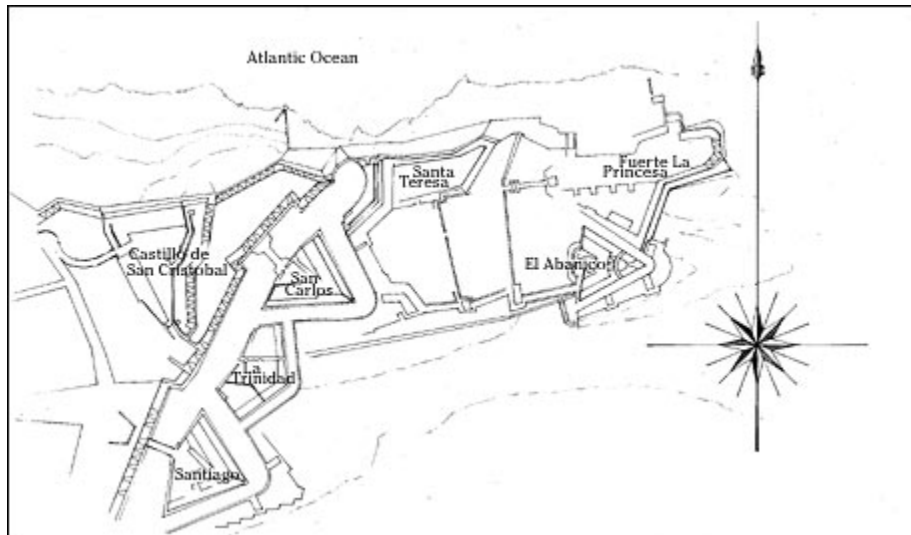 Atlantic Ocean
Fuerte La
Princesa
Santa
Teresa
Castillo de
San Cristobal
San
Carlos
El Abanico
La
Trinidad
Santiago